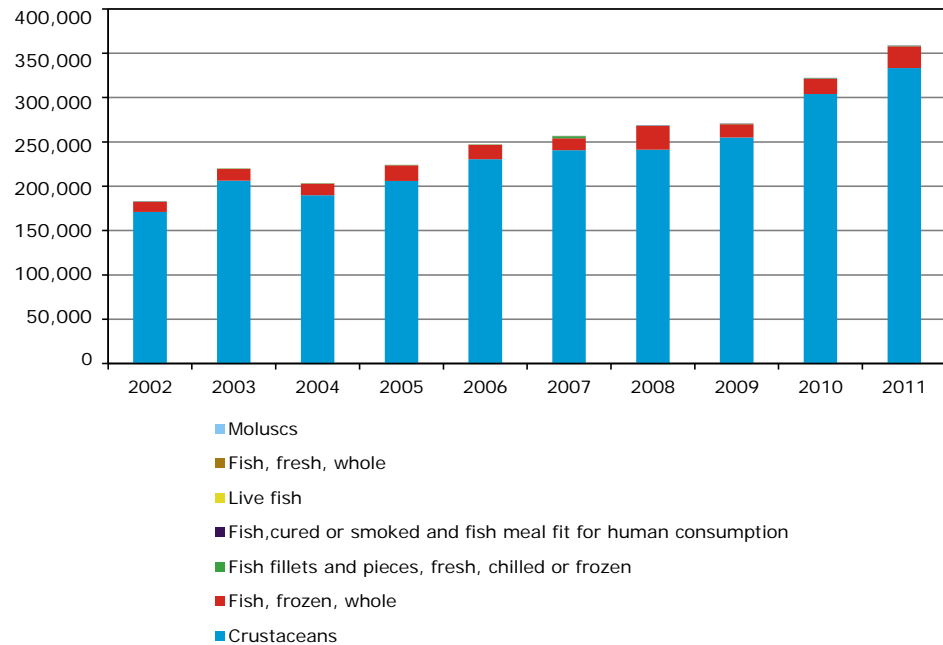 400,000
350,000
300,000
250,000
200,000
150,000
100,000
50,000
0
2002 2003 2004 2005 2006 2007 2008 2009 2010 2011
Moluscs
Fish, fresh, whole
Live fish
Fish,cured or smoked and fish meal fit for human consumption
Fish fillets and pieces, fresh, chilled or frozen
Fish, frozen, whole
Crustaceans